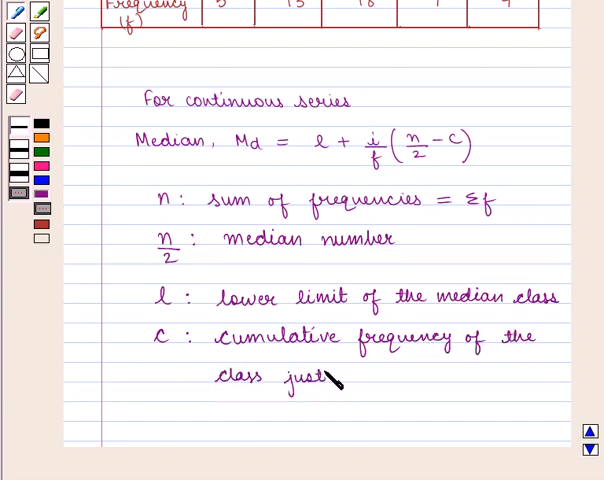 Frequency
(f)
For continuous series
Median, Md = l + i/f (n/2 - C)
n : sum of frequencies = Σf
n/2 : median number
l : lower limit of the median class
C : cumulative frequency of the
class just